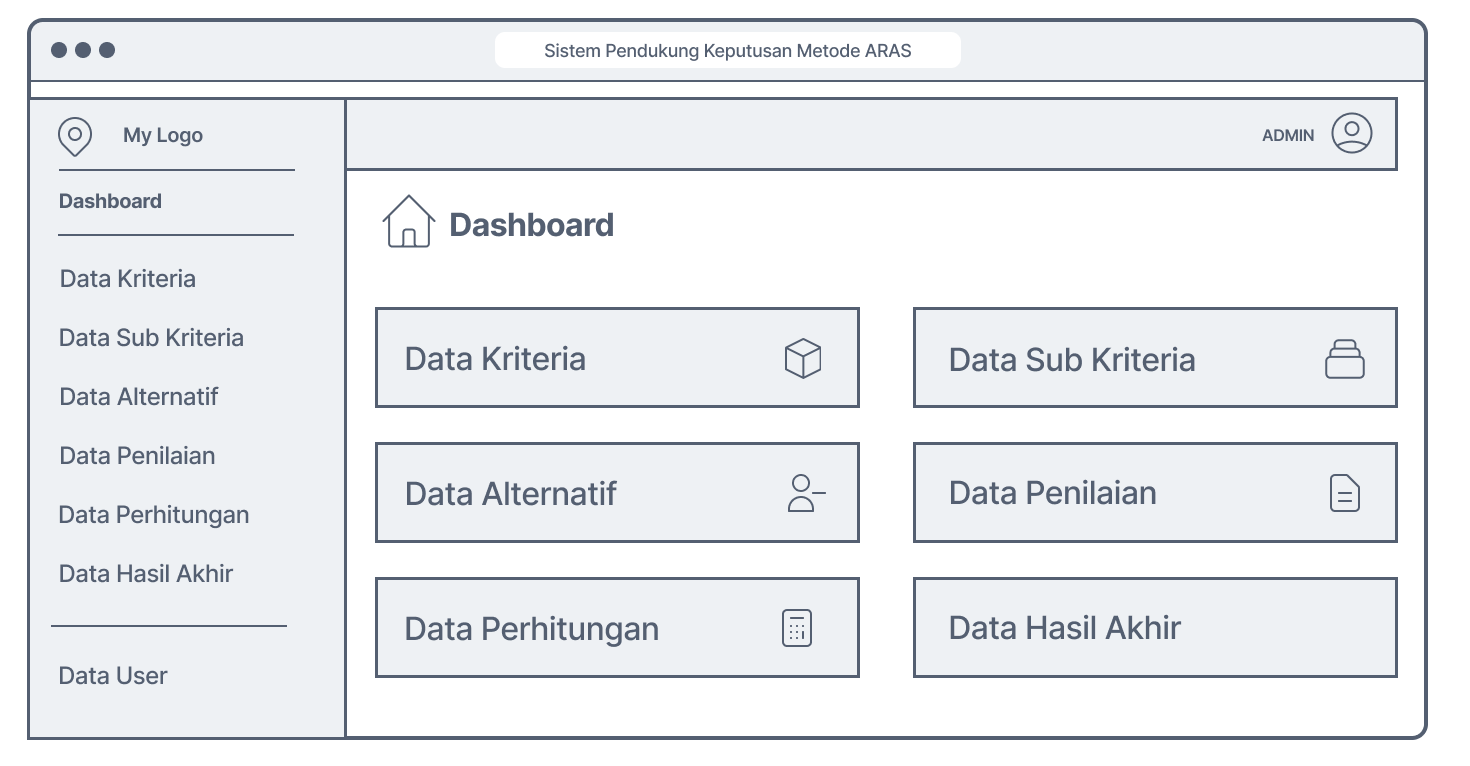 Sistem Pendukung Keputusan Metode ARAS
My Logo
ADMIN
Dashboard
Data Kriteria
Data Sub Kriteria
Data Alternatif
Data Penilaian
Data Perhitungan
Data Hasil Akhir
Data User
Dashboard
Data Kriteria
Data Sub Kriteria
Data Alternatif
Data Penilaian
Data Perhitungan
Data Hasil Akhir